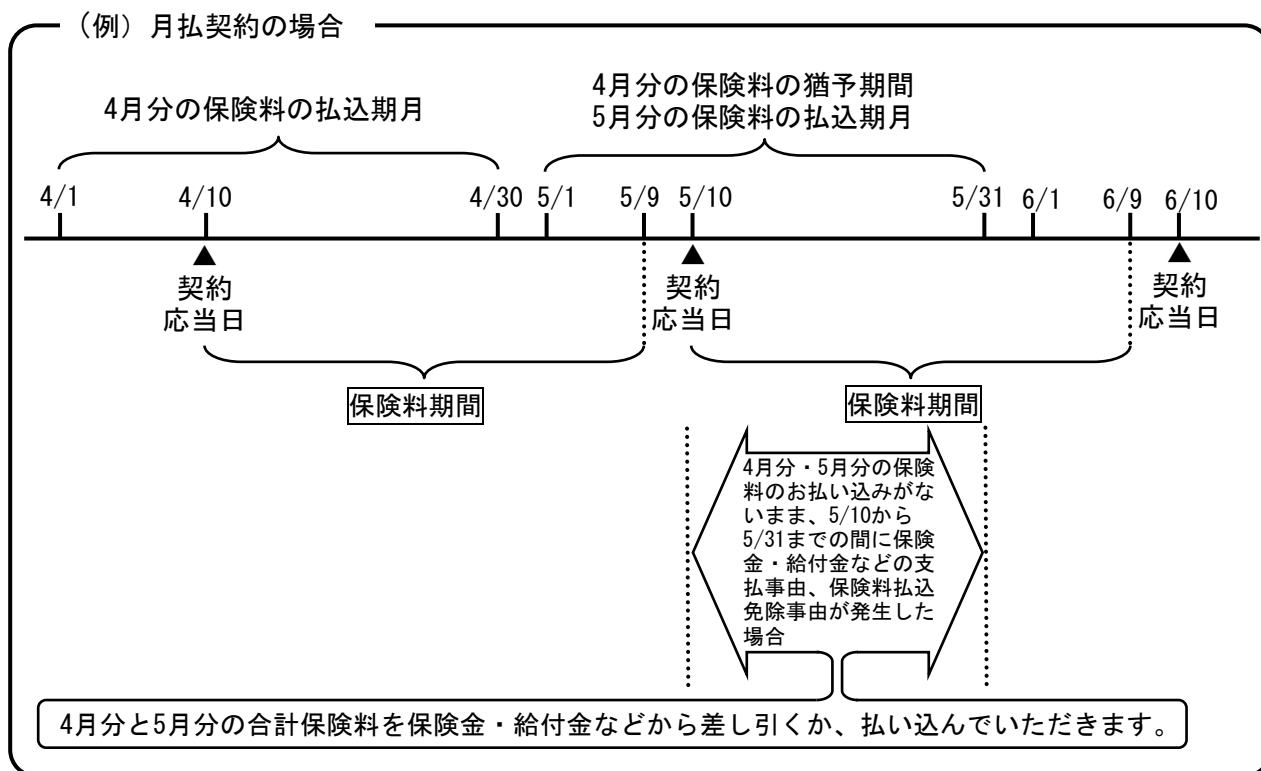 （例）月払契約の場合
4月分の保険料の払込期月
4月分の保険料の猶予期間
5月分の保険料の払込期月
4/1
4/10
4/30
5/1
5/9
5/10
5/31
6/1
6/9
6/10
契約
応当日
契約
応当日
契約
応当日
保険料期間
保険料期間
4月分・5月分の保険
料のお払い込みがな
いまま、5/10から
5/31までの間に保険
金・給付金などの支
払事由、保険料払込
免除事由が発生した
場合
4月分と5月分の合計保険料を保険金・給付金などから差し引くか、払い込んでいただきます。